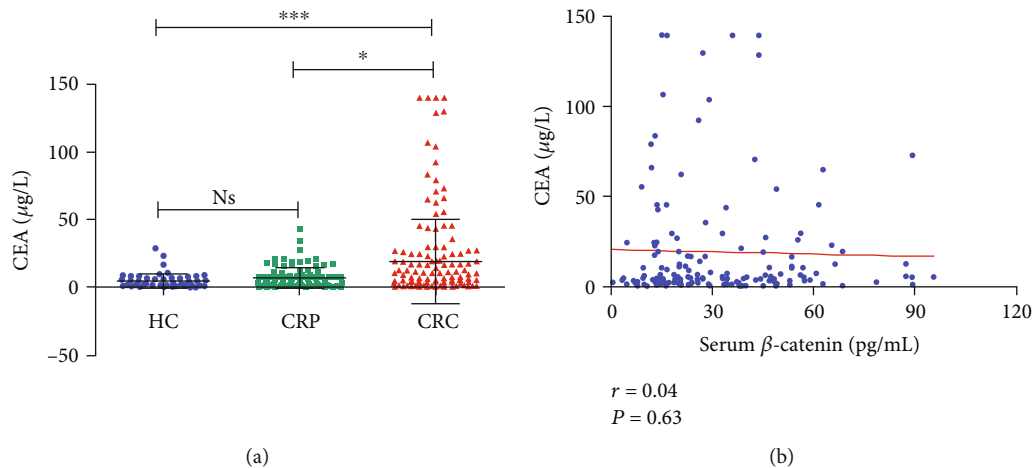 ***
*
Ns
150
100
50
0
−50
CEA (μg/L)
HC
CRP
CRC
(a)
150
100
50
0
CEA (μg/L)
0
30
60
90
120
Serum β-catenin (pg/mL)
r = 0.04
P = 0.63
(b)